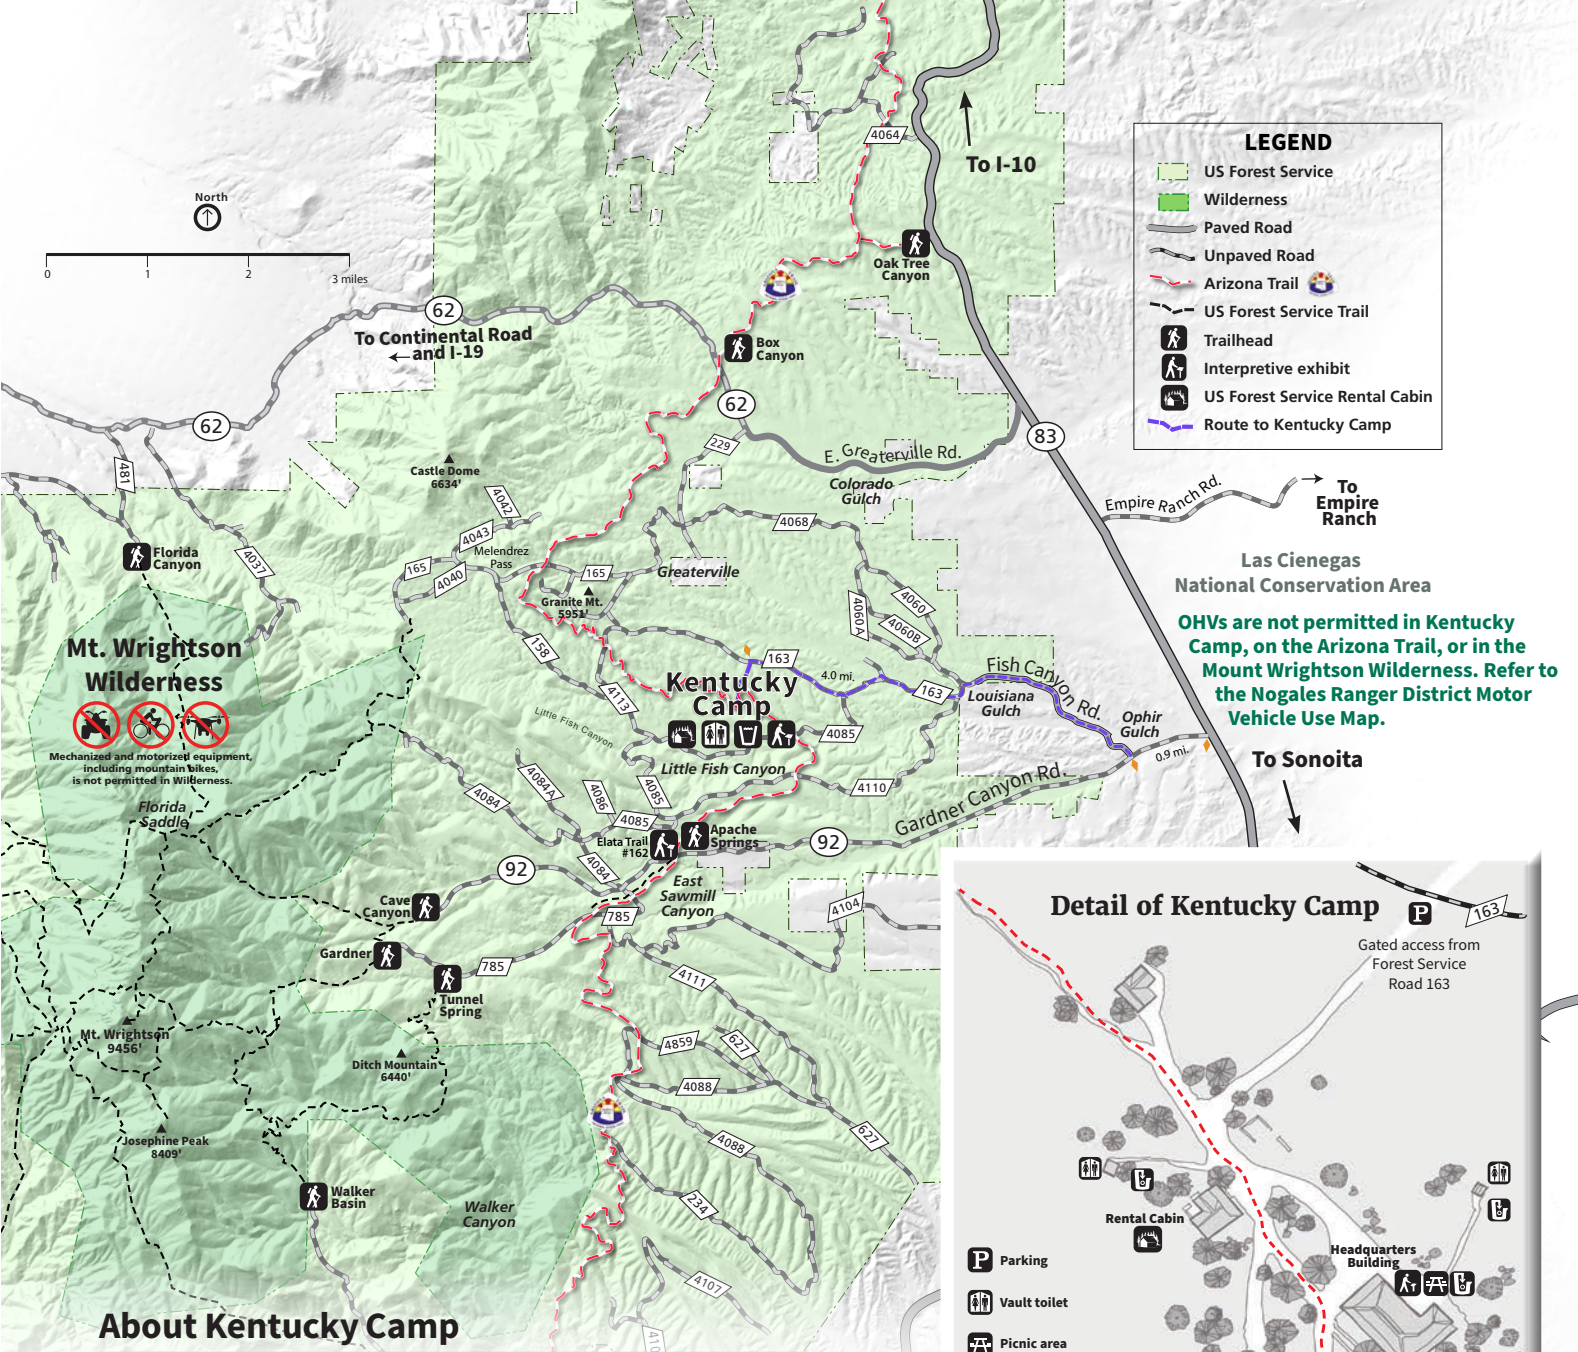 4064
To I-10
LEGEND
US Forest Service
Wilderness
Paved Road
Unpaved Road
Arizona Trail
US Forest Service Trail
Trailhead
Interpretive exhibit
US Forest Service Rental Cabin
Route to Kentucky Camp
North
0
1
2
3 miles
Oak Tree
Canyon
62
To Continental Road
and I-19
Box
Canyon
62
62
83
229
E. Greaterville Rd.
Colorado
Gulch
481
Castle Dome
6634'
4042
4043
Melendrez
Pass
4068
Empire Ranch Rd.
To
Empire
Ranch
Las Cienegas
National Conservation Area
Florida
Canyon
4037
165
4040
165
Greaterville
Granite Mt.
5951'
4060
4060A
4060B
OHVs are not permitted in Kentucky
Camp, on the Arizona Trail, or in the
Mount Wrightson Wilderness. Refer to
the Nogales Ranger District Motor
Vehicle Use Map.
Mt. Wrightson
Wilderness
158
163
4.0 mi.
163
Fish Canyon Rd.
Louisiana
Gulch
Ophir
Gulch
Kentucky
Camp
4113
Little Fish Canyon
4085
0.9 mi.
To Sonoita
Mechanized and motorized equipment,
including mountain bikes,
is not permitted in Wilderness.
Little Fish Canyon
4084A
4084
4086
4085
4110
Gardner Canyon Rd.
Florida
Saddle
4085
Elata Trail
#162
Apache
Springs
92
92
4084
East
Sawmill
Canyon
Cave
Canyon
785
4104
Gardner
785
Tunnel
Spring
4111
Mt. Wrightson
9456'
Ditch Mountain
6440'
4859
627
4088
Josephine Peak
8409'
4088
627
Walker
Basin
Walker
Canyon
234
4107
410
About Kentucky Camp
Detail of Kentucky Camp
P
163
Gated access from
Forest Service
Road 163
Rental Cabin
Headquarters
Building
P
Parking
Vault toilet
Picnic area